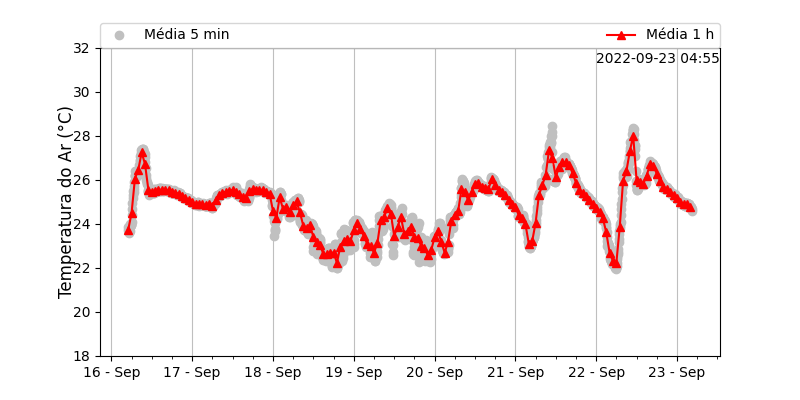 Média 5 min
Média 1 h
2022-09-23 04:55
Temperatura do Ar (°C)
32
30
28
26
24
22
20
18
16 - Sep
17 - Sep
18 - Sep
19 - Sep
20 - Sep
21 - Sep
22 - Sep
23 - Sep